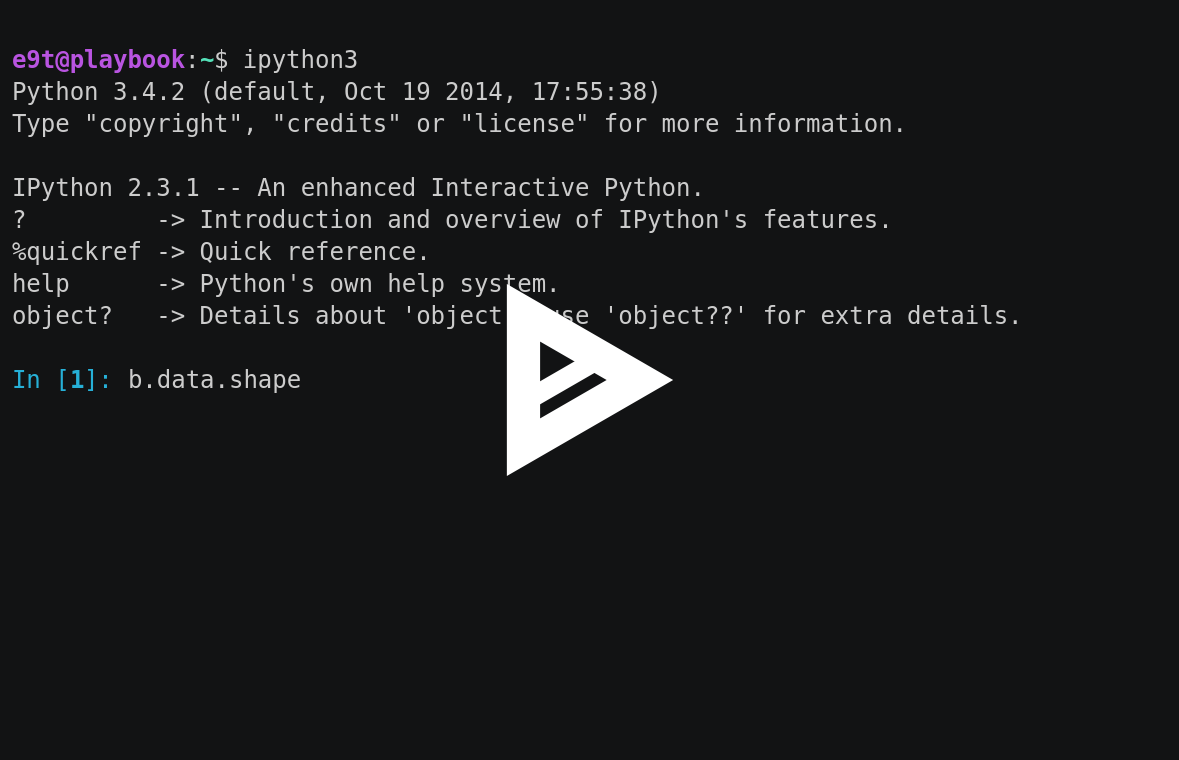 e9t@playbook:~$ ipython3
Python 3.4.2 (default, Oct 19 2014, 17:55:38)
Type "copyright", "credits" or "license" for more information.
IPython 2.3.1 -- An enhanced Interactive Python.
?         -> Introduction and overview of IPython's features.
%quickref -> Quick reference.
help      -> Python's own help system.
object?   -> Details about 'object 'object??' for extra details.
In [1]: b.data.shape